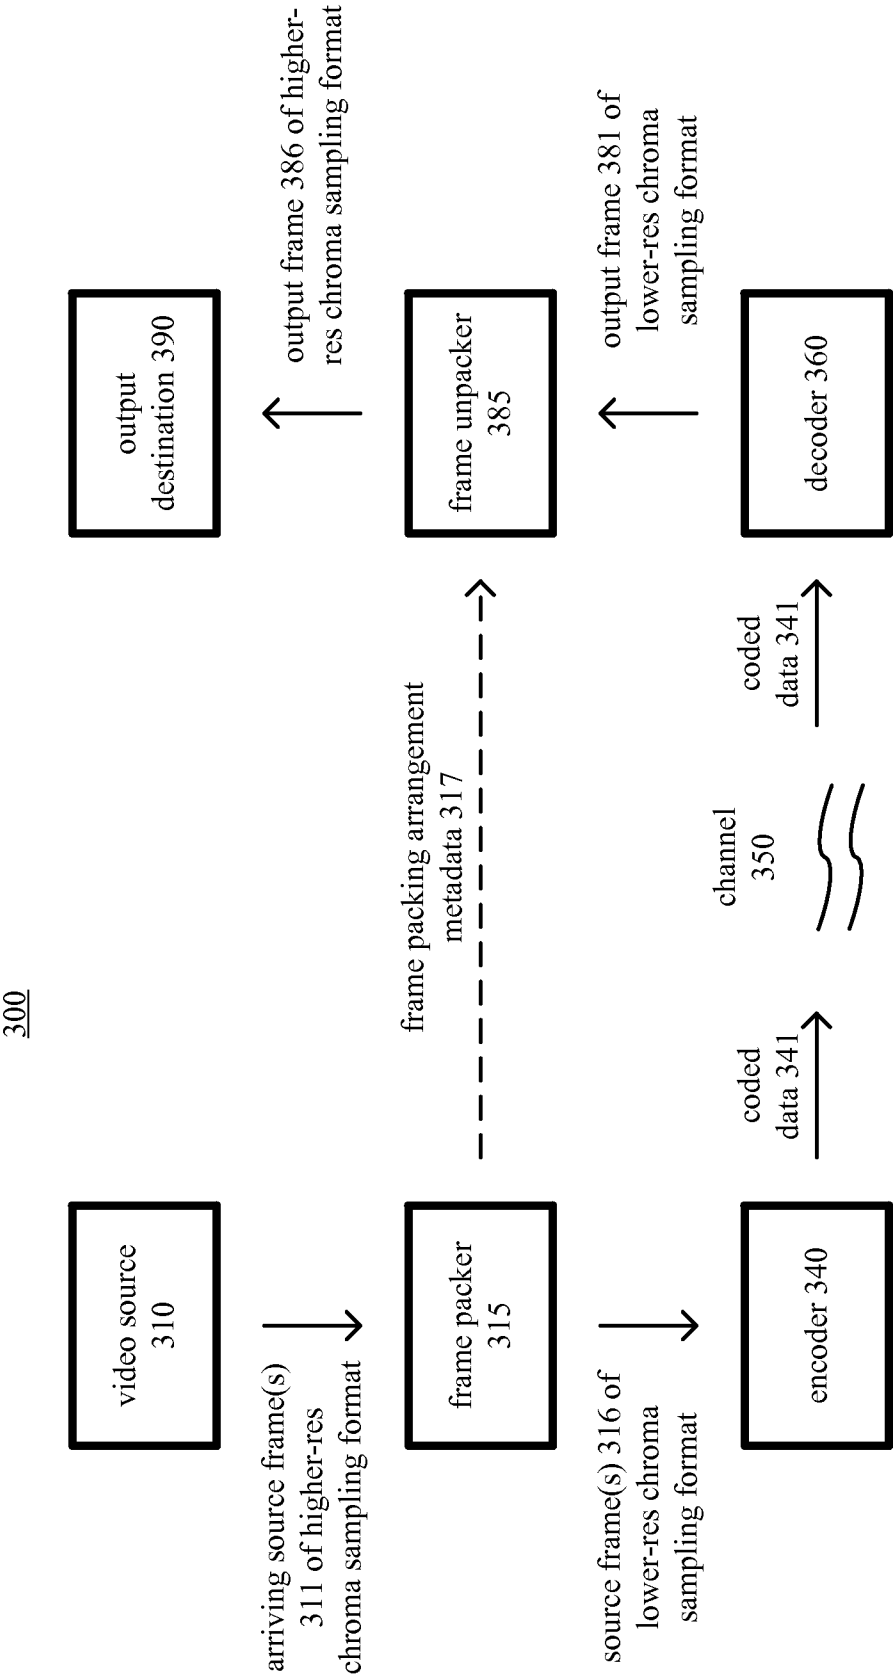 300
video source
310
arriving source frame(s)
311 of higher-res
chroma sampling format
frame packer
315
source frame(s) 316 of
lower-res chroma
sampling format
encoder 340
coded
data 341
channel
350
coded
data 341
frame packing arrangement
metadata 317
decoder 360
output frame 381 of
lower-res chroma
sampling format
frame unpacker
385
output frame 386 of higher-
res chroma sampling format
output
destination 390